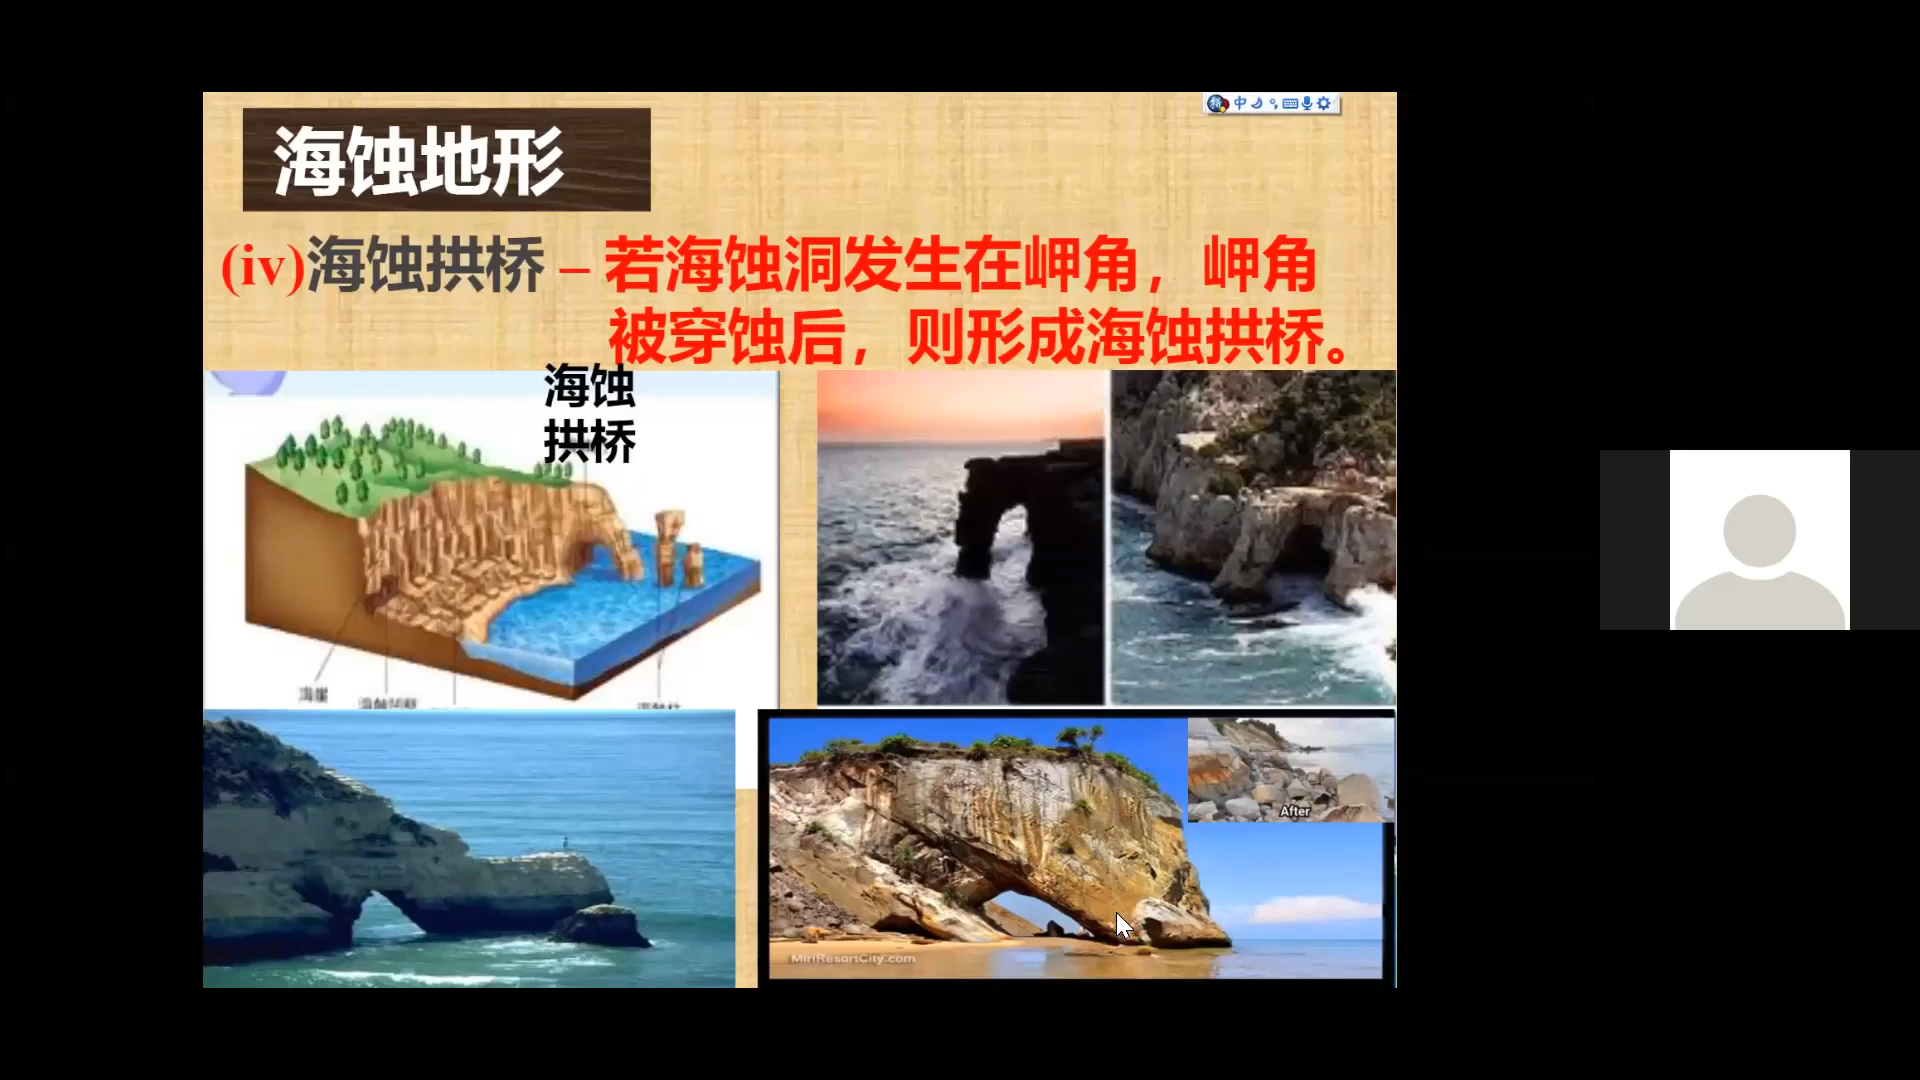 中
海蚀地形
(iv)海蚀拱桥 – 若海蚀洞发生在岬角，岬角
被穿蚀后，则形成海蚀拱桥。
海蚀
拱桥
海崖
After
MiriResortCity.com